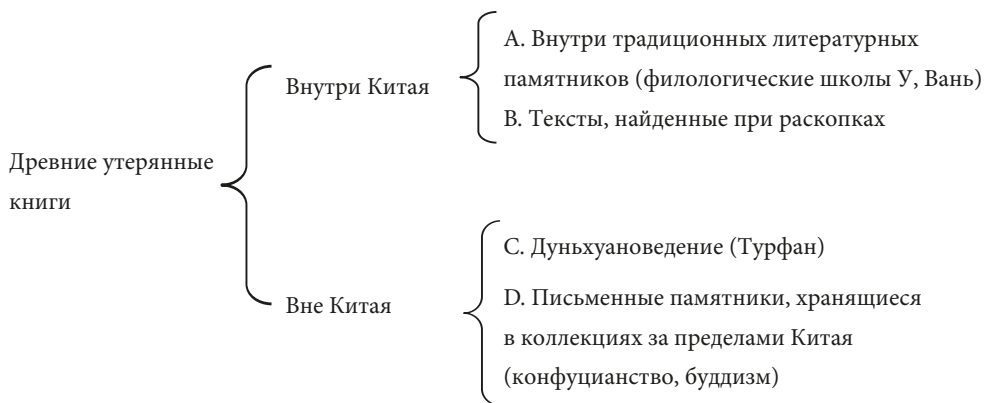 Древние утерянные
книги
Внутри Китая
A. Внутри традиционных литературных
памятников (филологические школы У, Вань)
B. Тексты, найденные при раскопках
Вне Китая
C. Дуньхуановедение (Турфан)
D. Письменные памятники, хранящиеся
в коллекциях за пределами Китая
(конфуцианство, буддизм)